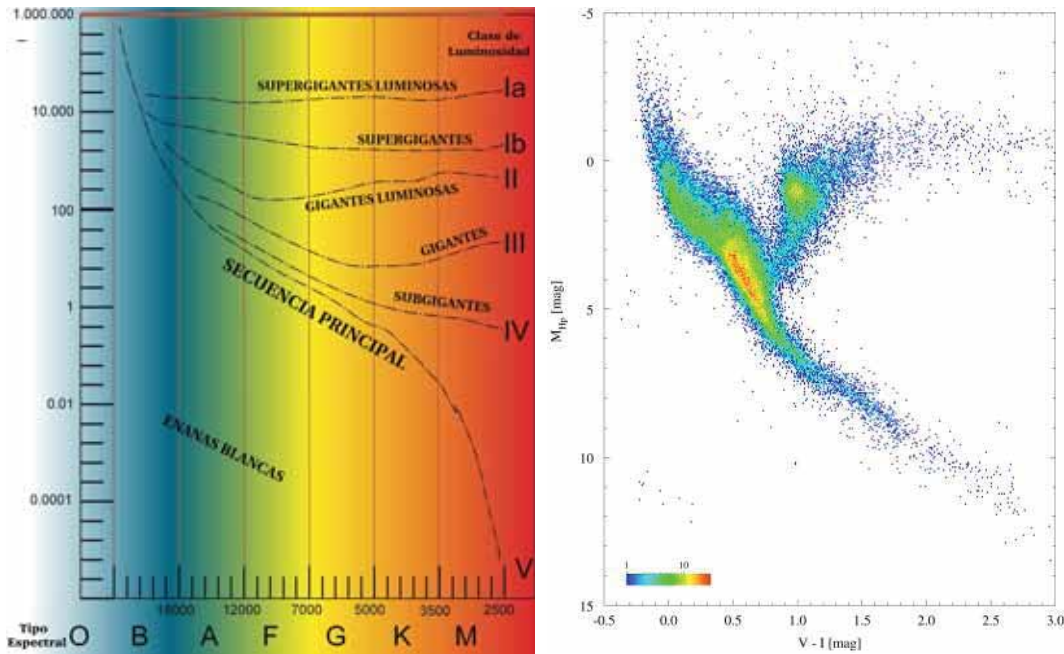 1.000.000
10.000
100
1
0.01
0.0001
Clase de
Luminosidad
SUPERGIGANTES LUMINOSAS
Ia
SUPERGIGANTES
Ib
GIGANTES LUMINOSAS
II
GIGANTES
III
SECUENCIA PRINCIPAL
SUBGIGANTES
IV
ENANAS BLANCAS
V
12000 7000 5000 3500 2500
Tipo
Espectral
O B A F G K M
-5
0
5
10
15
M_Hp [mag]
1 10
-0.5 0.0 0.5 1.0 1.5 2.0 2.5 3.0
V - I [mag]